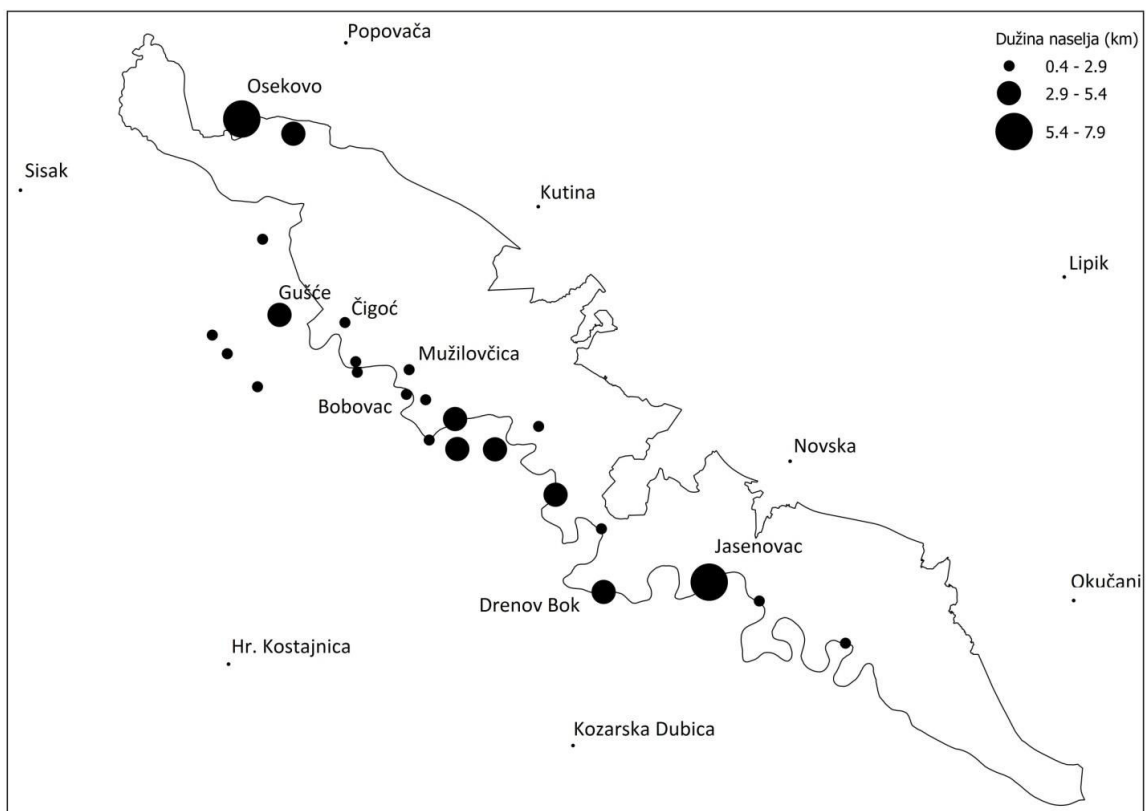 Popovača
Dužina naselja (km)
0.4 - 2.9
2.9 - 5.4
5.4 - 7.9
Osekovo
Sisak
Kutina
Lipik
Gušće
Čigoć
Mužilovčica
Bobovac
Novska
Jasenovac
Okučani
Drenov Bok
Hr. Kostajnica
Kozarska Dubica